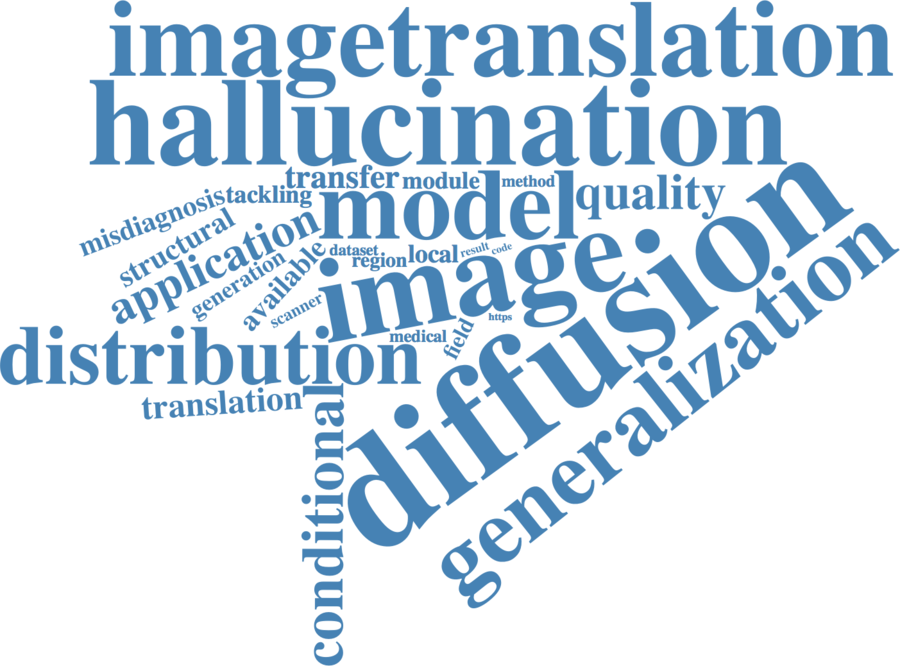 imagetranslation
hallucination
transfer
module
method
model
quality
misdiagnosis
tackling
structural
application
generation
available
scanner
dataset
region
local
result
code
image
https
medical
field
diffusion
generalization
distribution
translation
conditional